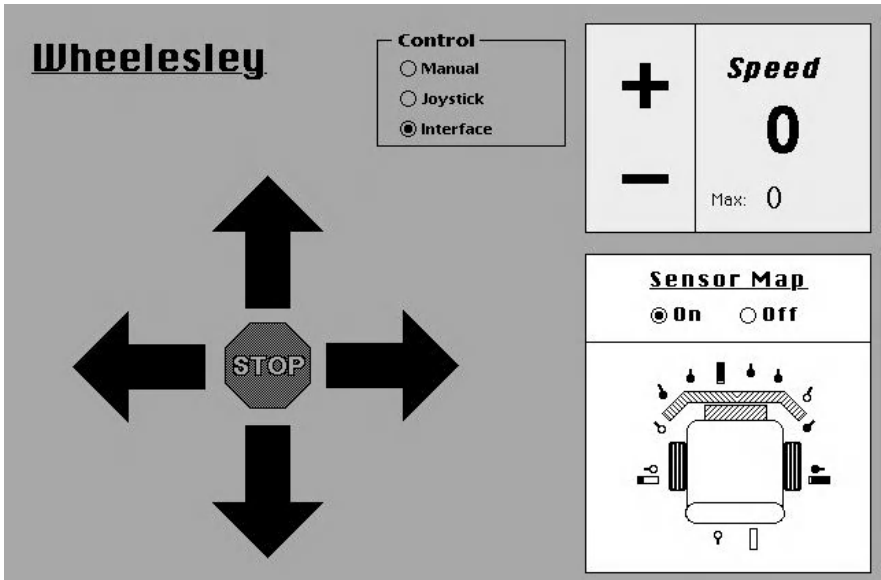 Wheelesley
Control
Manual
Joystick
Interface
+
Speed
0
−
Max: 0
STOP
Sensor Map
On Off